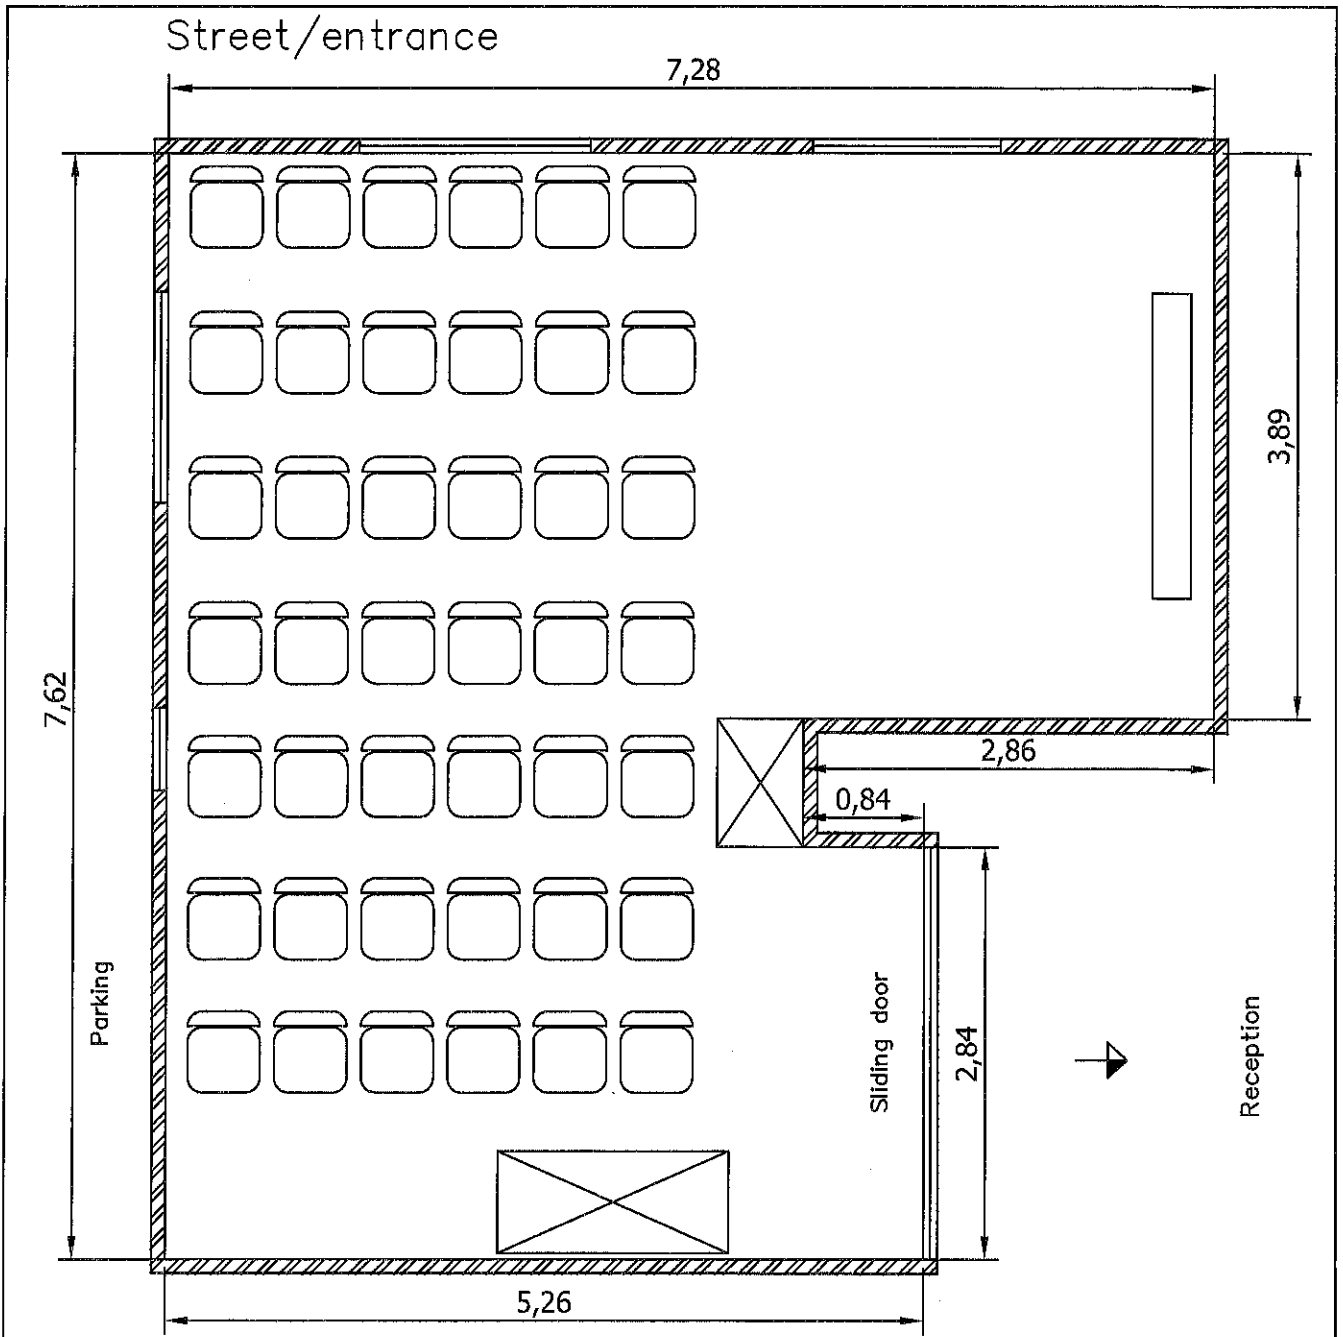 Street/entrance
7,28
3,89
7,62
2,86
0,84
Parking
Sliding door
2,84
Reception
5,26